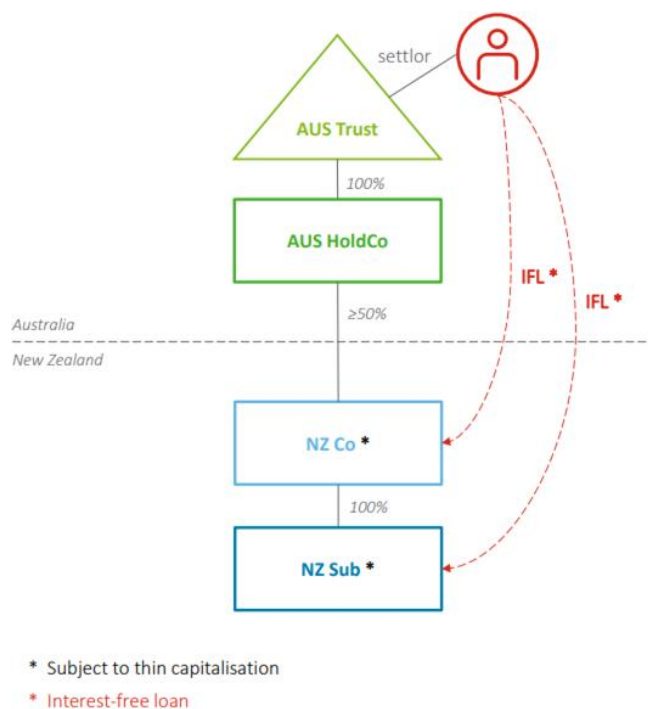 settlor
AUS Trust
100%
AUS HoldCo
IFL *
IFL *
≥50%
Australia
New Zealand
NZ Co *
100%
NZ Sub *
* Subject to thin capitalisation
* Interest-free loan